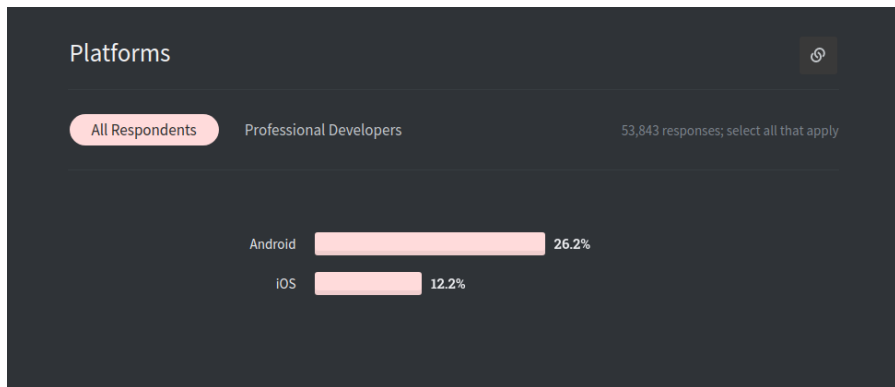 Platforms
All Respondents Professional Developers 53,843 responses; select all that apply
Android 26.2%
iOS 12.2%